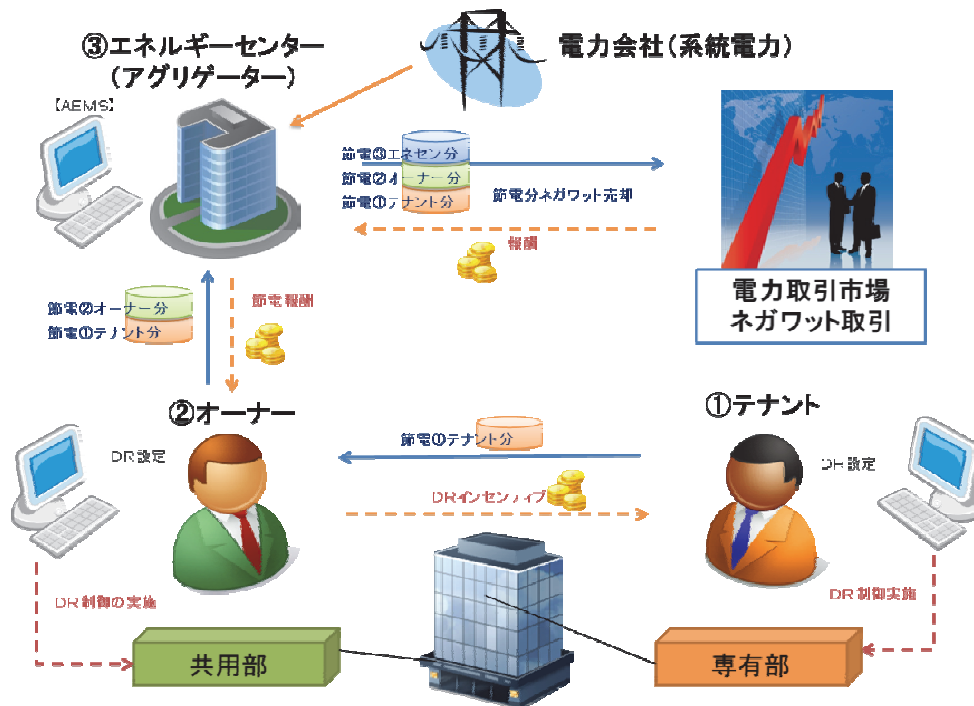 ③エネルギーセンター
(アグリゲーター)
電力会社(系統電力)
【AEMS】
節電③エネセン分
節電②オーナー分
節電①テナント分
節電分ネガワット売却
報酬
電力取引市場
ネガワット取引
節電②オーナー分
節電①テナント分
節電報酬
②オーナー
①テナント
DR設定
節電①テナント分
DR設定
DRインセンティブ
DR制御の実施
DR制御実施
共用部
専有部